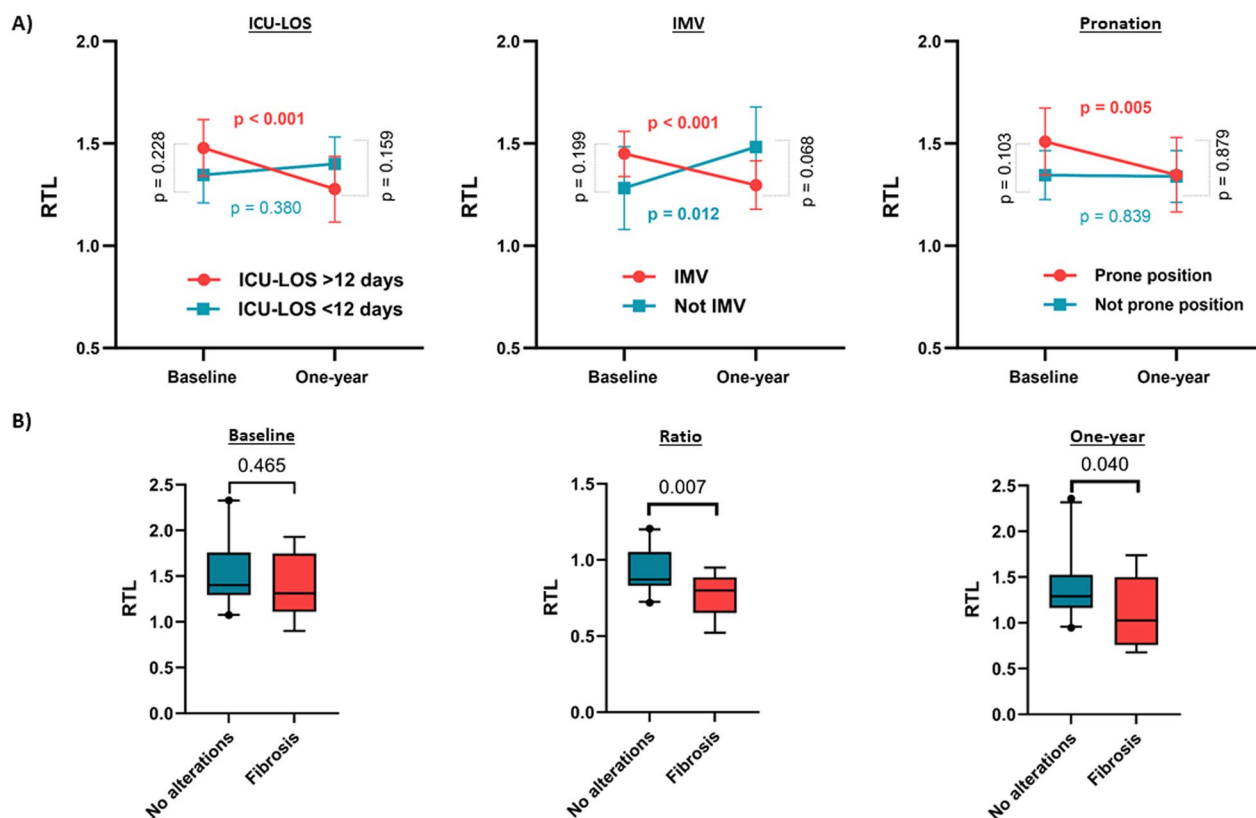 A)
ICU-LOS
2.0
1.5
1.0
0.5
RTL
p = 0.228
p < 0.001
p = 0.159
p = 0.380
ICU-LOS >12 days
ICU-LOS <12 days
Baseline One-year
IMV
2.0
1.5
1.0
0.5
RTL
p = 0.199
p < 0.001
p = 0.068
p = 0.012
IMV
Not IMV
Baseline One-year
Pronation
2.0
1.5
1.0
0.5
RTL
p = 0.103
p = 0.005
p = 0.879
p = 0.839
Prone position
Not prone position
Baseline One-year
B)
Baseline
0.465
2.5
2.0
1.5
1.0
0.5
0.0
RTL
No alterations
Fibrosis
Ratio
0.007
1.5
1.0
0.5
0.0
RTL
No alterations
Fibrosis
One-year
0.040
2.5
2.0
1.5
1.0
0.5
0.0
RTL
No alterations
Fibrosis